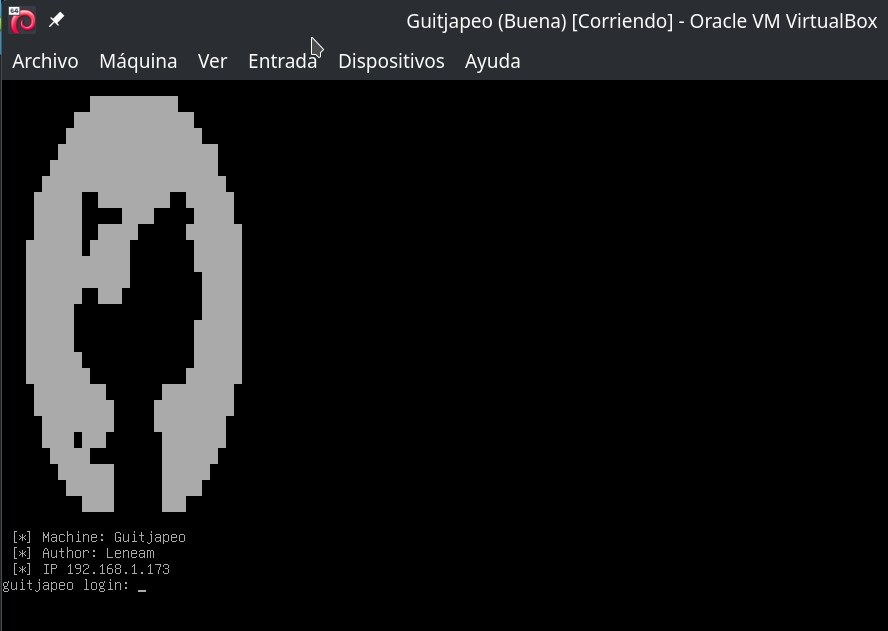 64
Guitjapeo (Buena) [Corriendo] - Oracle VM VirtualBox
Archivo Máquina Ver Entrada Dispositivos Ayuda
[*] Machine: Guitjapeo
[*] Author: Leneam
[*] IP 192.168.1.173
guitjapeo login: _